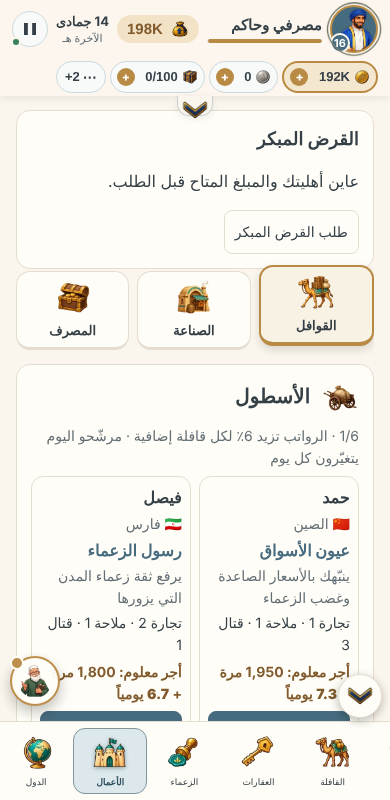 مصرفي وحاكم
16
198K
14 جمادى
الآخرة هـ
192K +
0 +
0/100 +
+2 ···
القرض المبكر
عاين أهليتك والمبلغ المتاح قبل الطلب.
طلب القرض المبكر
القوافل
الصناعة
المصرف
الأسطول
1/6 · الرواتب تزيد 6٪ لكل قافلة إضافية · مرشّحو اليوم
يتغيّرون كل يوم
حمد
🇨🇳 الصين
عيون الأسواق
ينبّهك بالأسعار الصاعدة
وغضب الزعماء
تجارة 1 · ملاحة 1 · قتال
3
أجر معلوم: 1,950 مرة
7.3 يومياً
فيصل
🇮🇷 فارس
رسول الزعماء
يرفع ثقة زعماء المدن
التي يزورها
تجارة 2 · ملاحة 1 · قتال
1
أجر معلوم: 1,800
+ 6.7 يومياً
القافلة
العقارات
الزعماء
الأعمال
الدول